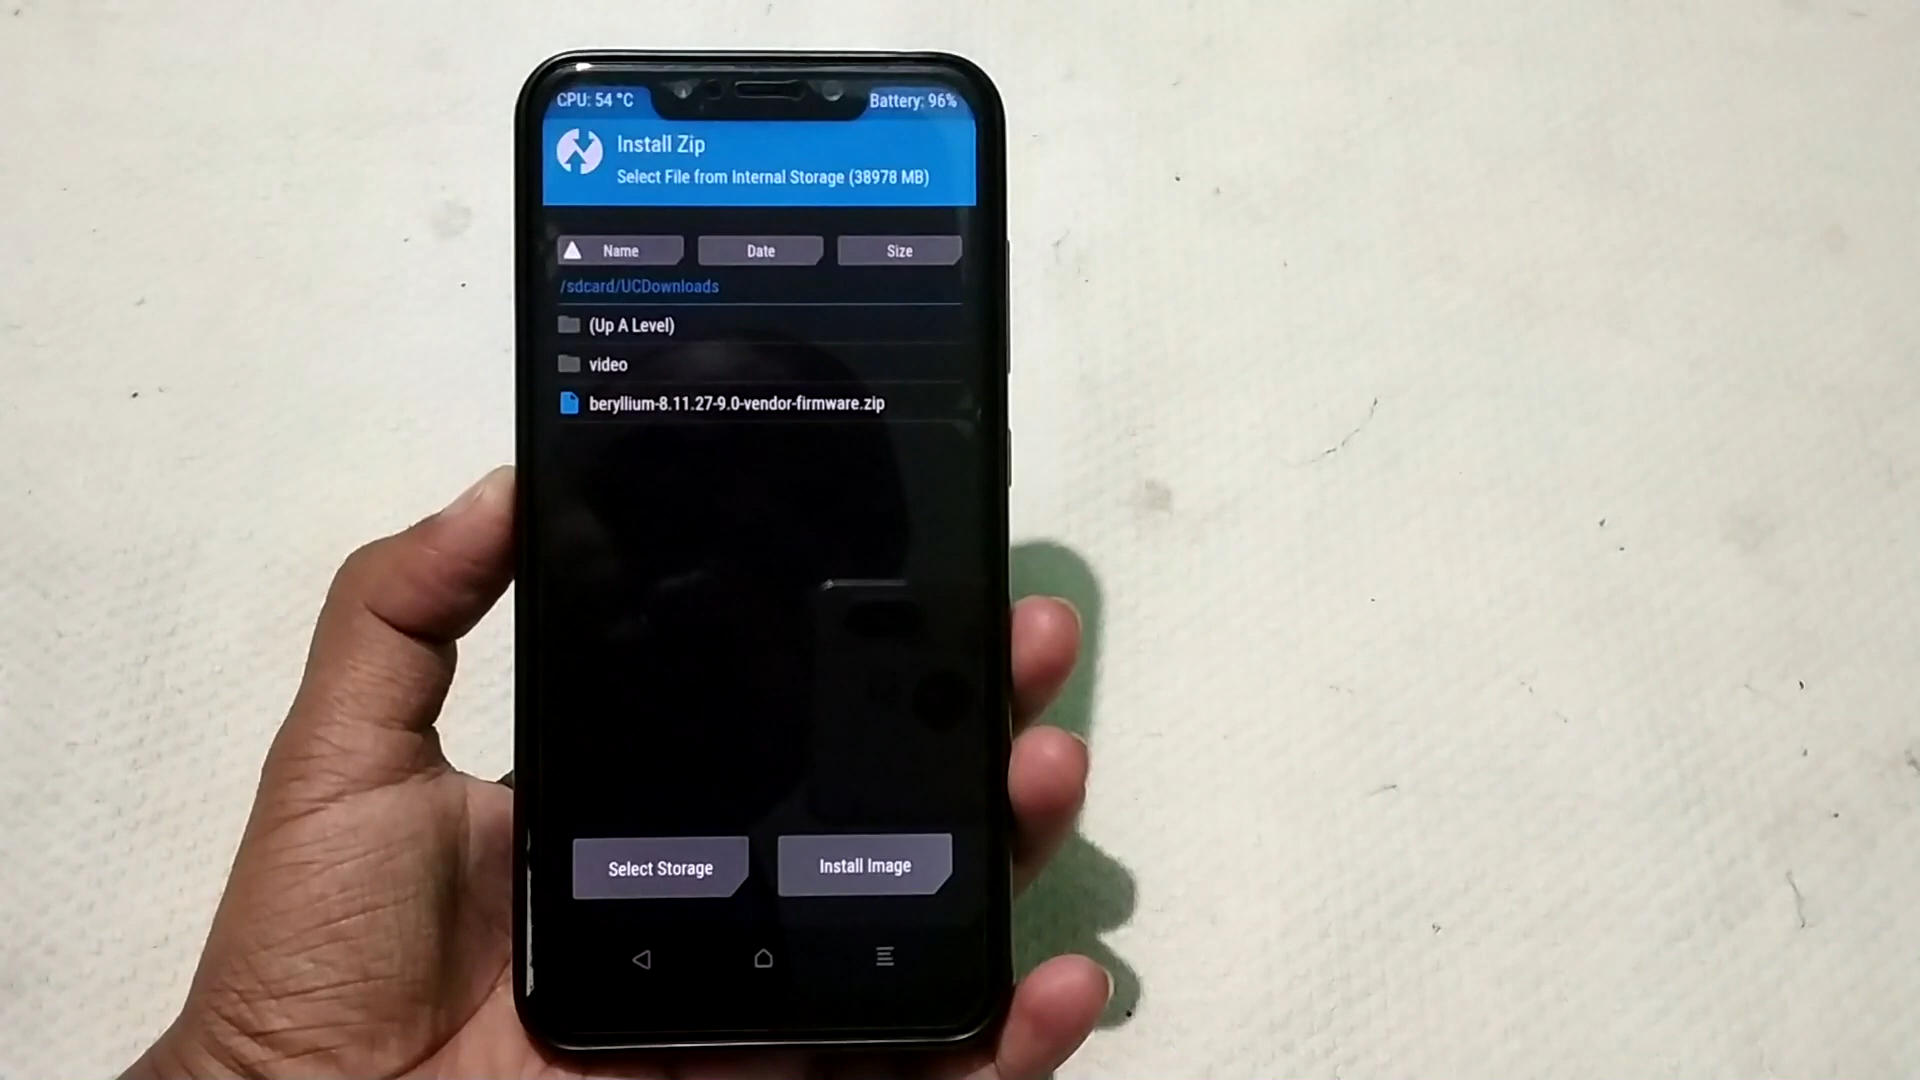 CPU: 54 °C Battery: 96%
Install Zip
Select File from Internal Storage (38978 MB)
Name Date Size
/sdcard/UCDownloads
(Up A Level)
video
beryllium-8.11.27-9.0-vendor-firmware.zip
Select Storage Install Image